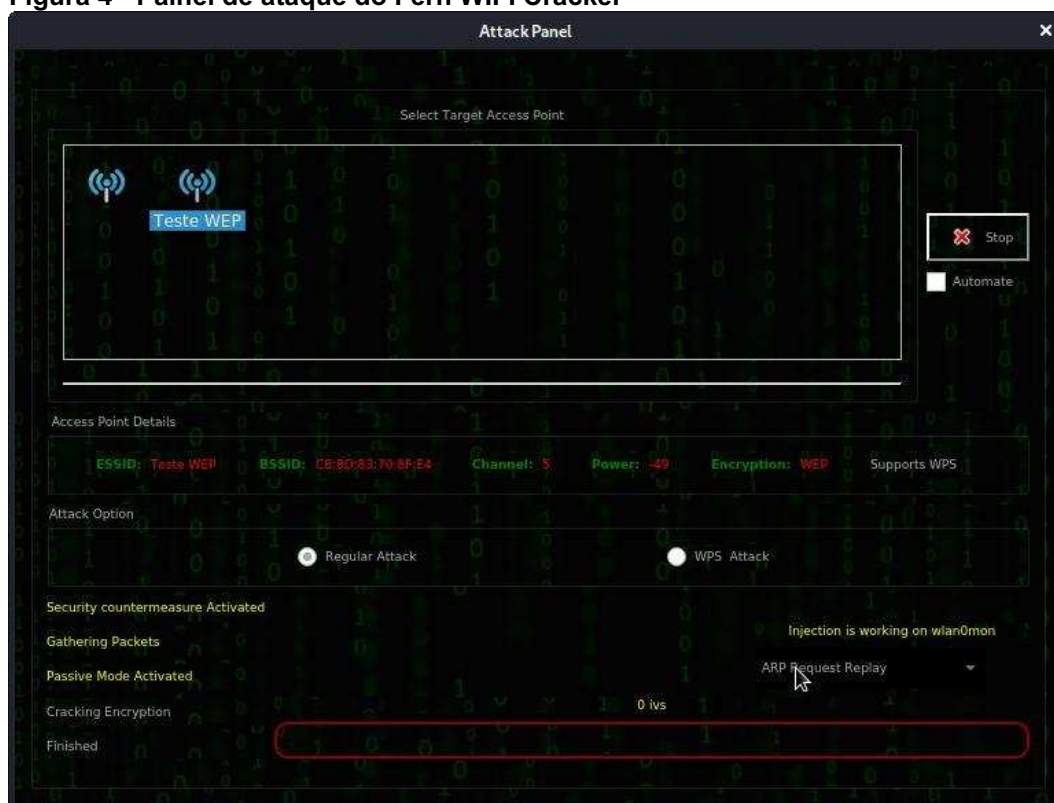 Figura 4 - Painel de ataque do Fern WiFi Cracker
Attack Panel
Select Target Access Point
Teste WEP
Stop
Automate
Access Point Details
ESSID: Teste WEP BSSID: Channel: 5 Power: -49 Encryption: WEP Supports WPS
Attack Option
Regular Attack WPS Attack
Security countermeasure Activated
Injection is working on wlan0mon
Gathering Packets
ARP Request Replay
Passive Mode Activated
0 ivs
Cracking Encryption
Finished